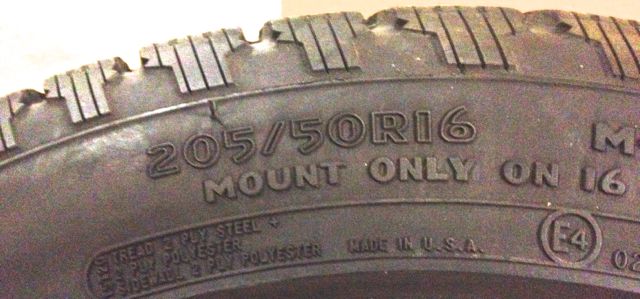 205/50R16 M
MOUNT ONLY ON 16
TREAD 2 PLY STEEL +
2 PLY POLYESTER
SIDEWALL 2 PLY POLYESTER
MADE IN U.S.A.
E4
02